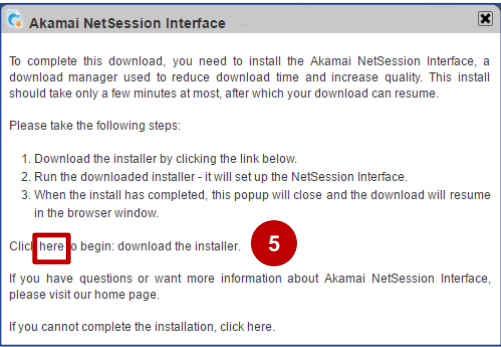 Akamai NetSession Interface
To complete this download, you need to install the Akamai NetSession Interface, a
download manager used to reduce download time and increase quality. This install
should take only a few minutes at most, after which your download can resume.
Please take the following steps:
1. Download the installer by clicking the link below.
2. Run the downloaded installer - it will set up the NetSession Interface.
3. When the install has completed, this popup will close and the download will resume
in the browser window.
Click here to begin: download the installer. 5
If you have questions or want more information about Akamai NetSession Interface,
please visit our home page.
If you cannot complete the installation, click here.